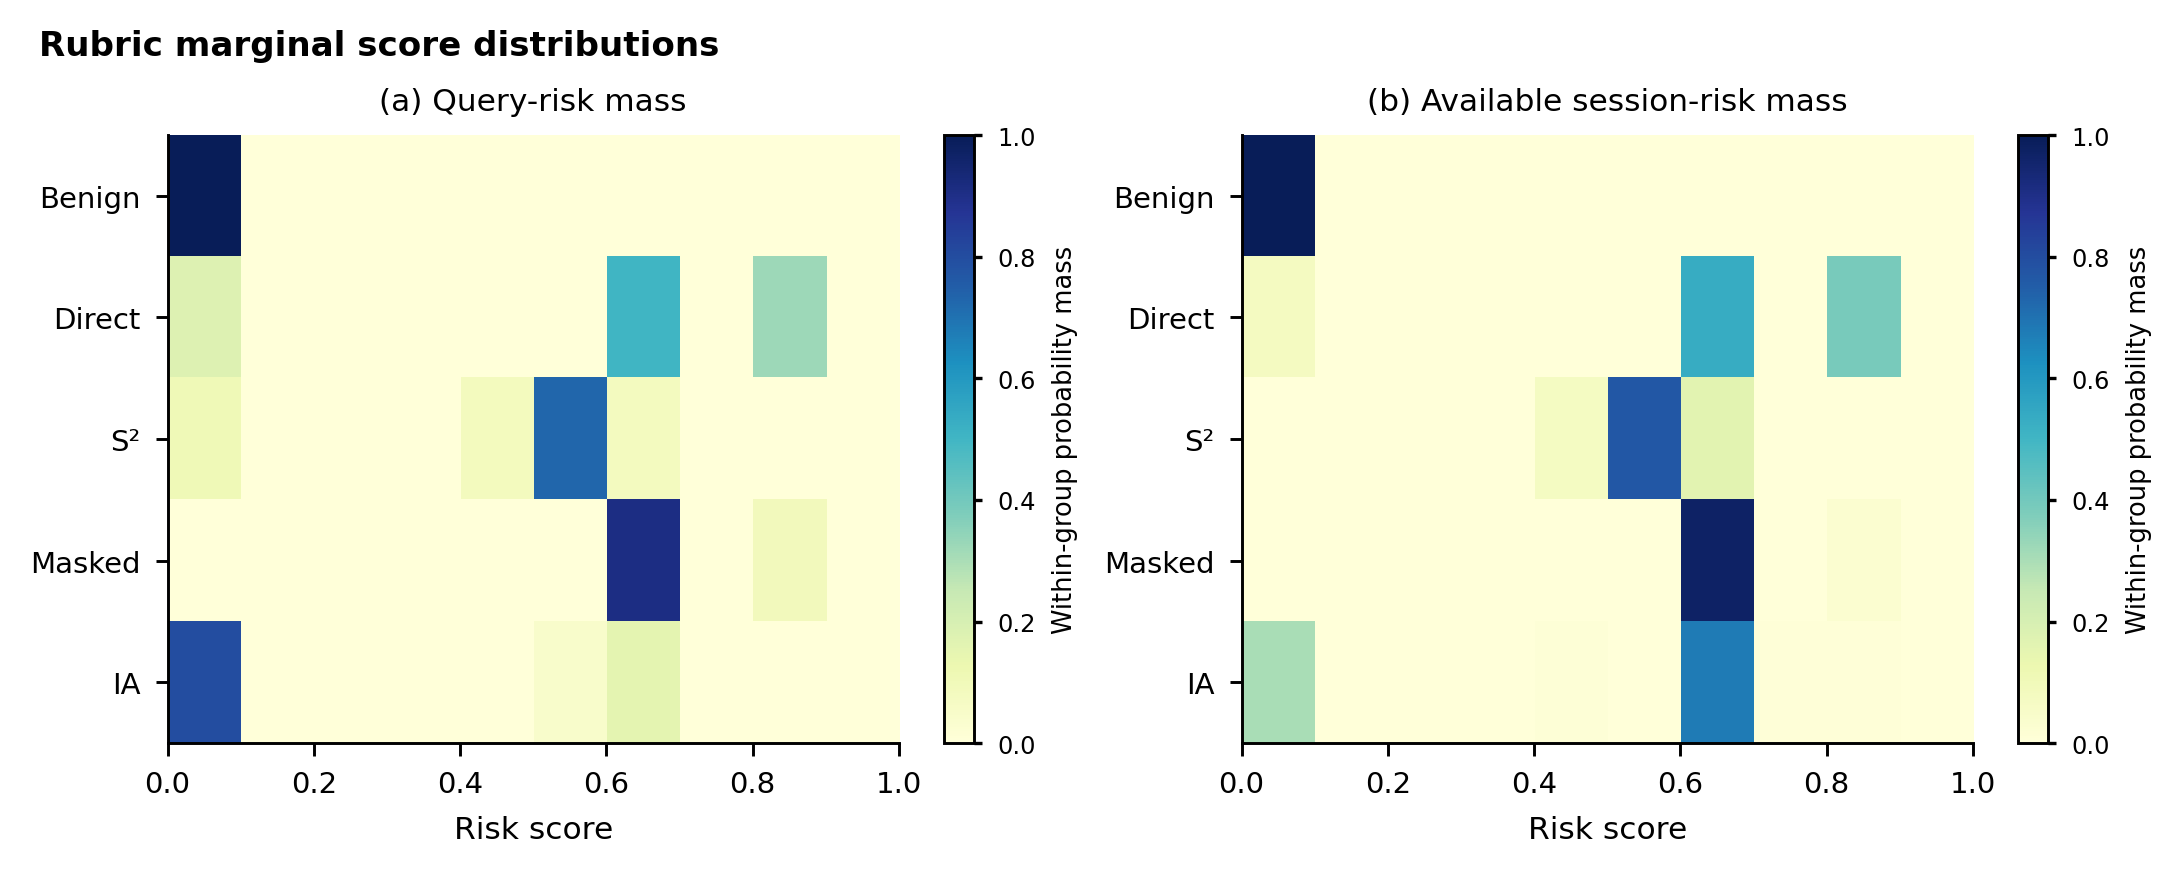 Rubric marginal score distributions
(a) Query-risk mass
Benign
Direct
S²
Masked
IA
0.0 0.2 0.4 0.6 0.8 1.0
Risk score
1.0
0.8
0.6
0.4
0.2
0.0
Within-group probability mass
(b) Available session-risk mass
Benign
Direct
S²
Masked
IA
0.0 0.2 0.4 0.6 0.8 1.0
Risk score
1.0
0.8
0.6
0.4
0.2
0.0
Within-group probability mass